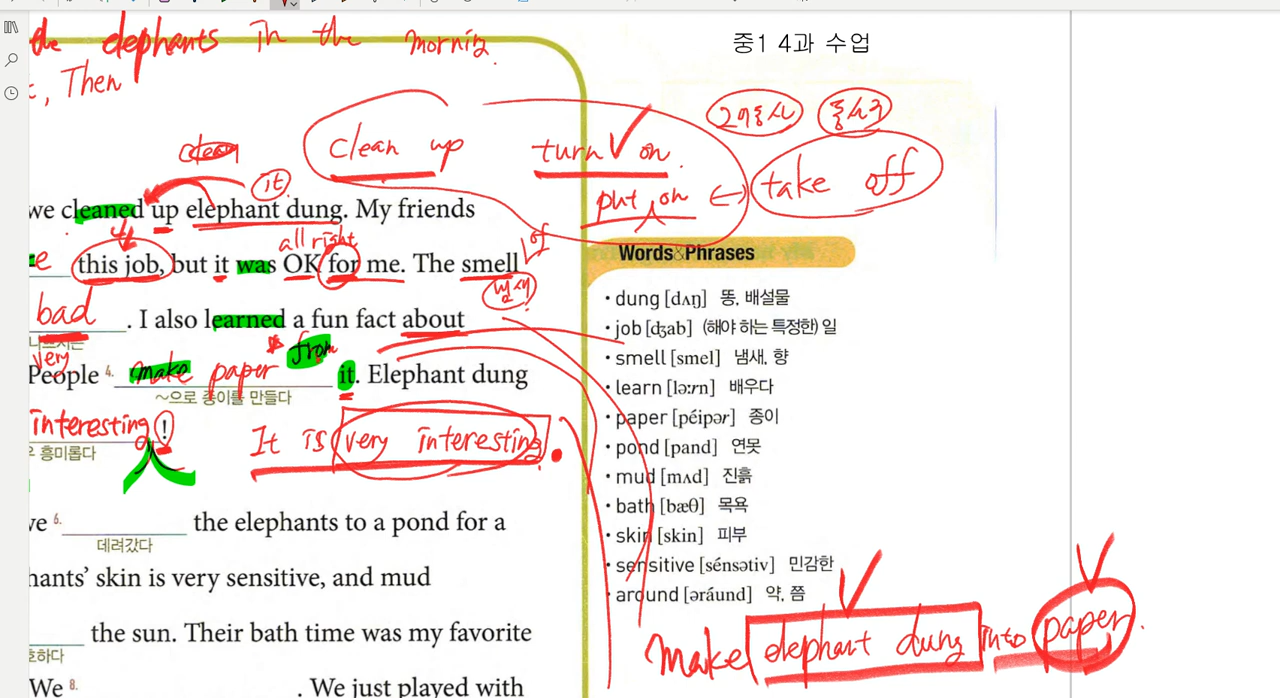 the elephants in the morning.
중1 4과 수업
, Then
clean up turn on.
put on ↔ take off
2어동사 동사구
it
we cleaned up elephant dung. My friends
all right of
this job, but it was OK for me. The smell
냄새
bad . I also learned a fun fact about
very
People 4. make paper from it. Elephant dung
~으로 종이를 만들다
interesting! It is very interesting.
흥미롭다
6. the elephants to a pond for a
데려갔다
skin is very sensitive, and mud
the sun. Their bath time was my favorite
We 8. . We just played with
Words&Phrases
• dung [dʌŋ] 똥, 배설물
• job [dʒab] (해야 하는 특정한) 일
• smell [smel] 냄새, 향
• learn [ləːrn] 배우다
• paper [péipər] 종이
• pond [pand] 연못
• mud [mʌd] 진흙
• bath [bæθ] 목욕
• skin [skin] 피부
• sensitive [sénsətiv] 민감한
• around [əráund] 약, 쯤
Make elephant dung into paper.